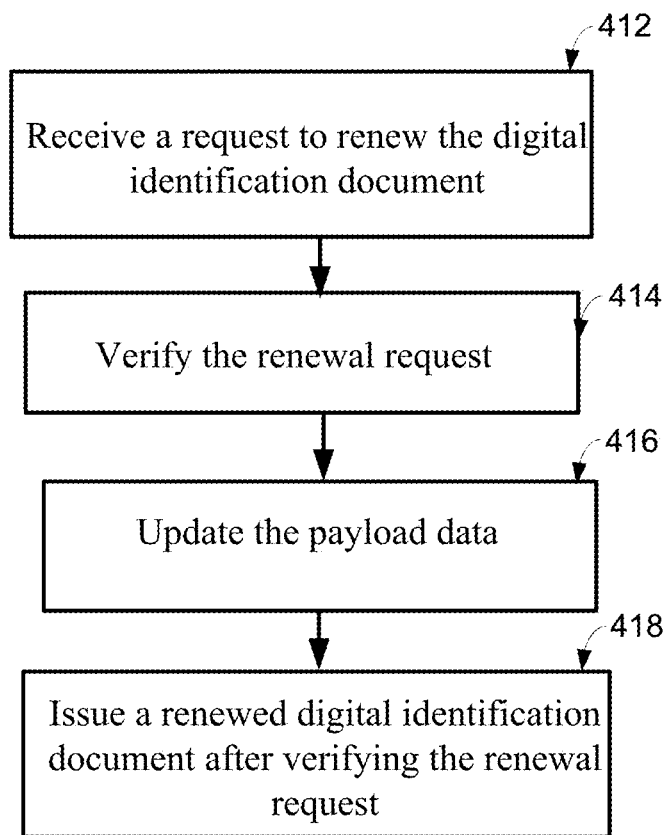 412
Receive a request to renew the digital
identification document
414
Verify the renewal request
416
Update the payload data
418
Issue a renewed digital identification
document after verifying the renewal
request